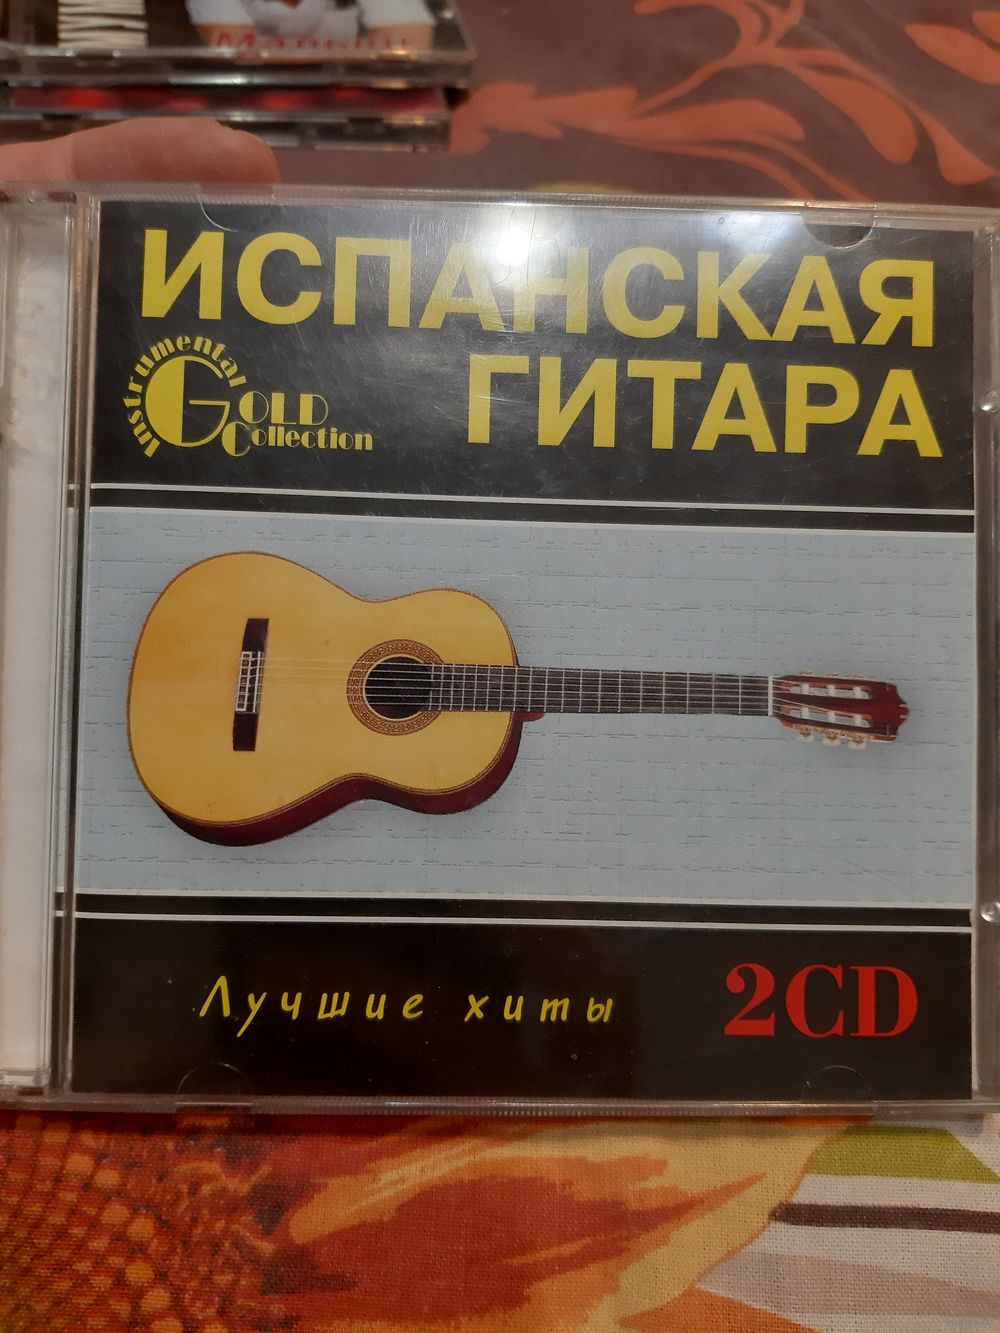 ИСПАНСКАЯ
ГИТАРА
Instrumental
GOLD
Collection
Лучшие хиты
2CD